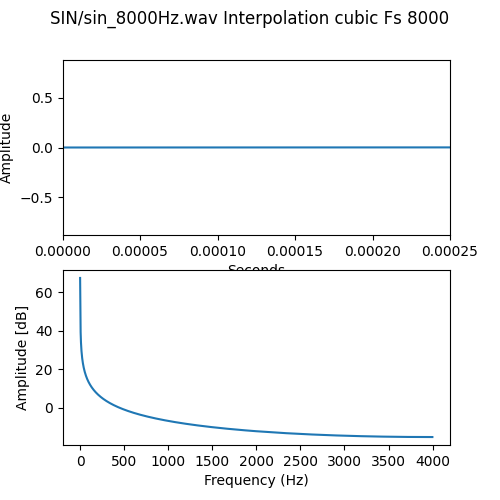 SIN/sin_8000Hz.wav Interpolation cubic Fs 8000
Amplitude
0.5
0.0
−0.5
0.00000 0.00005 0.00010 0.00015 0.00020 0.00025
Seconds
Amplitude [dB]
60
40
20
0
0 500 1000 1500 2000 2500 3000 3500 4000
Frequency (Hz)